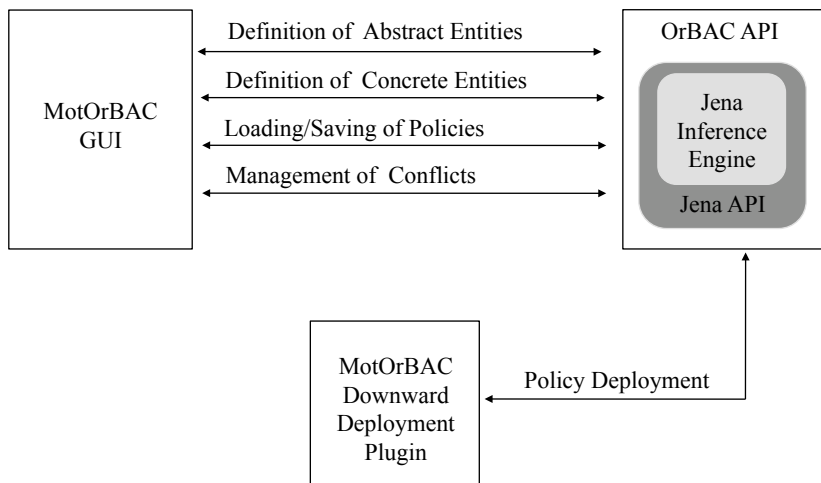 MotOrBAC
GUI
Definition of Abstract Entities
Definition of Concrete Entities
Loading/Saving of Policies
Management of Conflicts
OrBAC API
Jena
Inference
Engine
Jena API
MotOrBAC
Downward
Deployment
Plugin
Policy Deployment